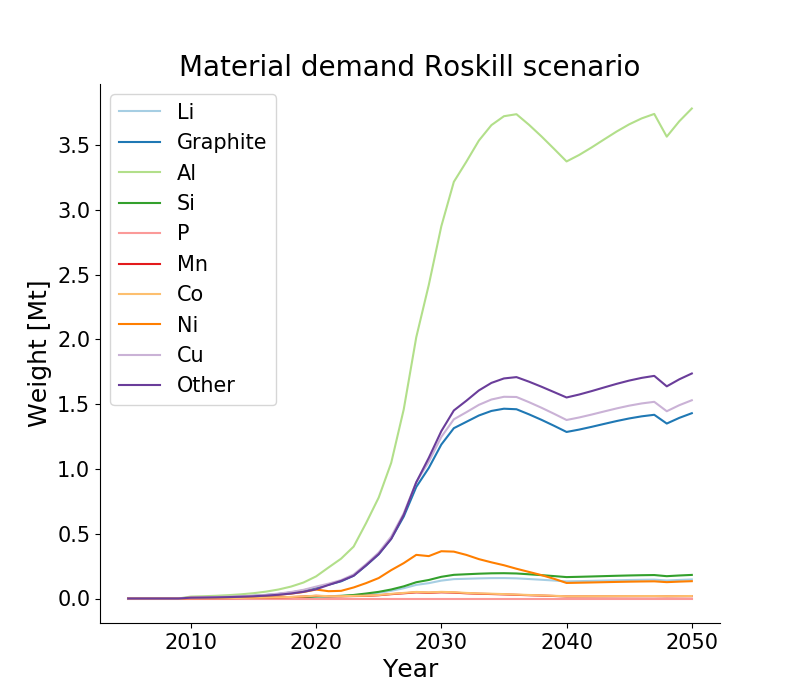 Material demand Roskill scenario
Li
Graphite
Al
Si
P
Mn
Co
Ni
Cu
Other
Weight [Mt]
3.5
3.0
2.5
2.0
1.5
1.0
0.5
0.0
2010 2020 2030 2040 2050
Year